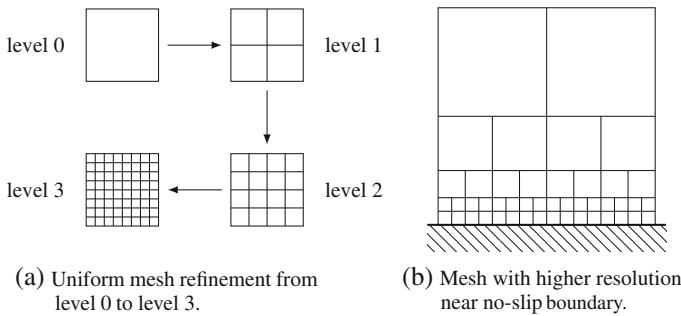 level 0
level 1
level 3
level 2
(a) Uniform mesh refinement from
level 0 to level 3.
(b) Mesh with higher resolution
near no-slip boundary.